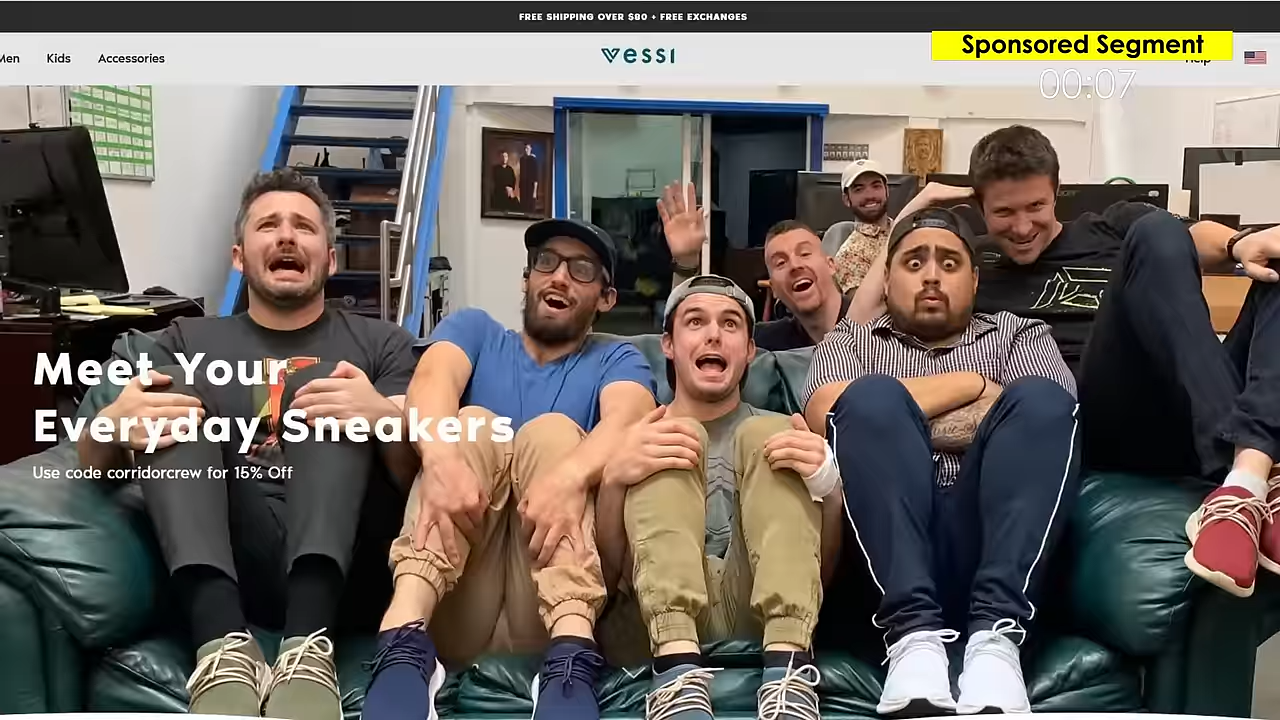 FREE SHIPPING OVER $80 + FREE EXCHANGES
Men Kids Accessories
vessi
Sponsored Segment
Help
00:07
Meet Your
Everyday Sneakers
Use code corridorcrew for 15% Off